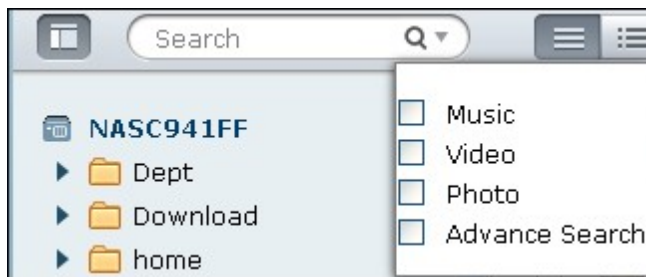 Search
NASC941FF
Dept
Download
home
Music
Video
Photo
Advance Search